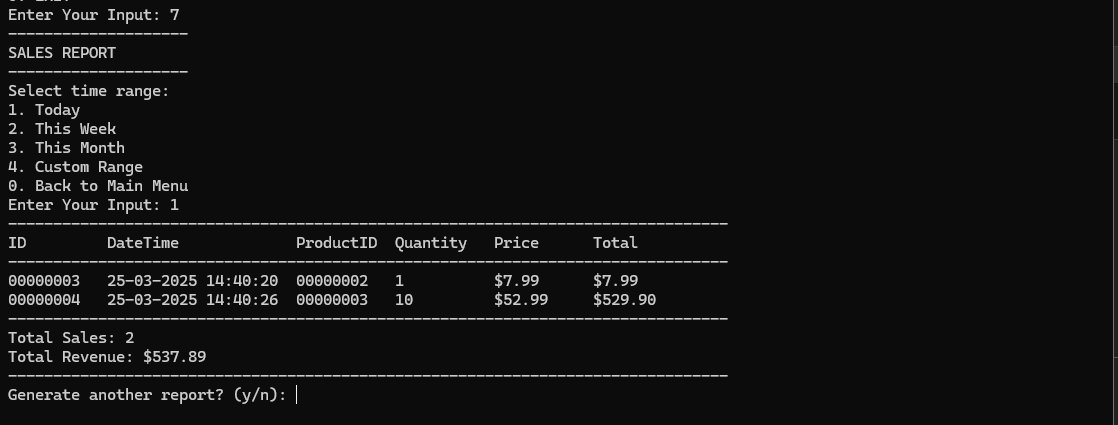 Enter Your Input: 7
--------------------
SALES REPORT
--------------------
Select time range:
1. Today
2. This Week
3. This Month
4. Custom Range
0. Back to Main Menu
Enter Your Input: 1
--------------------------------------------------------------------------------
ID         DateTime             ProductID  Quantity   Price      Total
--------------------------------------------------------------------------------
00000003   25-03-2025 14:40:20  00000002   1          $7.99      $7.99
00000004   25-03-2025 14:40:26  00000003   10         $52.99     $529.90
--------------------------------------------------------------------------------
Total Sales: 2
Total Revenue: $537.89
--------------------------------------------------------------------------------
Generate another report? (y/n):